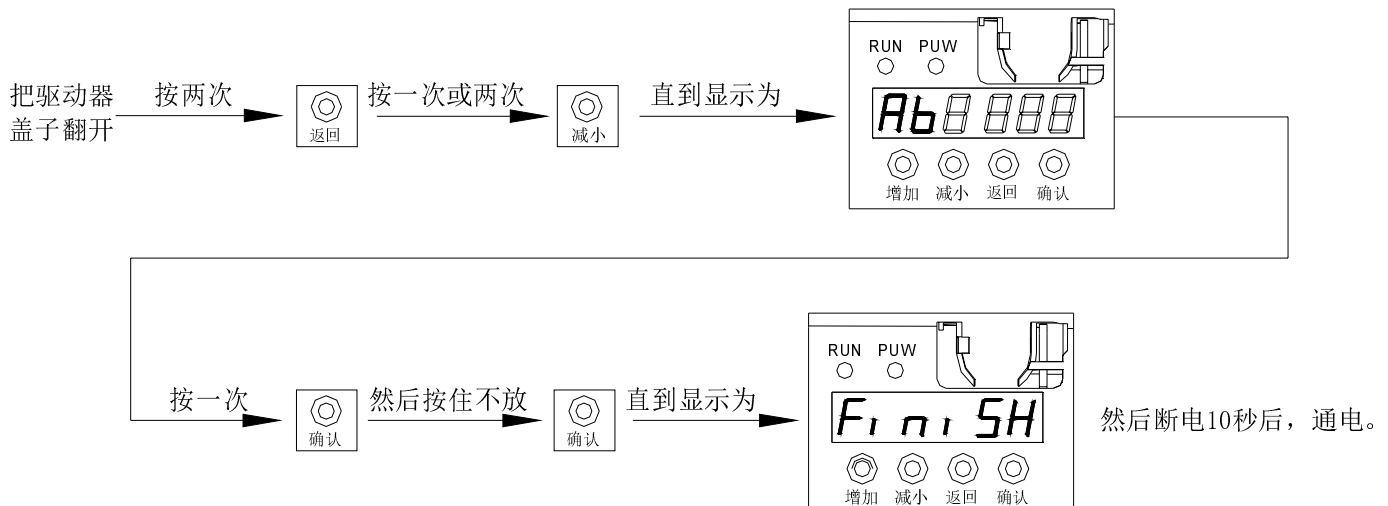 把驱动器
盖子翻开
按两次
返回
按一次或两次
减小
直到显示为
RUN PUW
Ab
增加 减小 返回 确认
按一次
确认
然后按住不放
确认
直到显示为
RUN PUW
FiniSH
增加 减小 返回 确认
然后断电10秒后，通电。